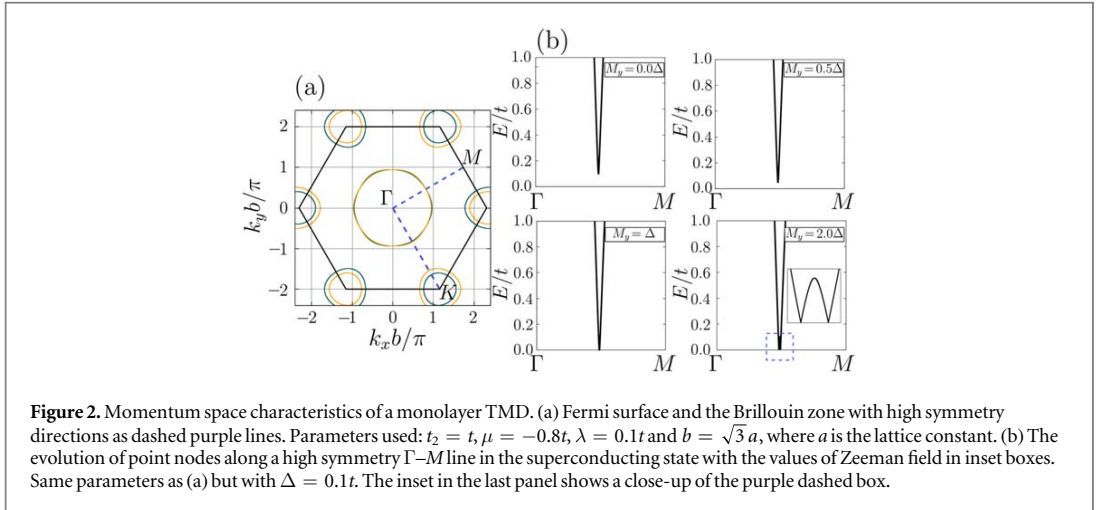 (a)
k_y b/π
2
1
0
−1
−2
−2 −1 0 1 2
k_x b/π
Γ
M
K
(b)
E/t
1.0
0.8
0.6
0.4
0.2
0.0
Γ M
M_y = 0.0Δ
E/t
1.0
0.8
0.6
0.4
0.2
0.0
Γ M
M_y = 0.5Δ
E/t
1.0
0.8
0.6
0.4
0.2
0.0
Γ M
M_y = Δ
E/t
1.0
0.8
0.6
0.4
0.2
0.0
Γ M
M_y = 2.0Δ
Figure 2. Momentum space characteristics of a monolayer TMD. (a) Fermi surface and the Brillouin zone with high symmetry
directions as dashed purple lines. Parameters used: t₂ = t, μ = −0.8t, λ = 0.1t and b = √3 a, where a is the lattice constant. (b) The
evolution of point nodes along a high symmetry Γ–M line in the superconducting state with the values of Zeeman field in inset boxes.
Same parameters as (a) but with Δ = 0.1t. The inset in the last panel shows a close-up of the purple dashed box.